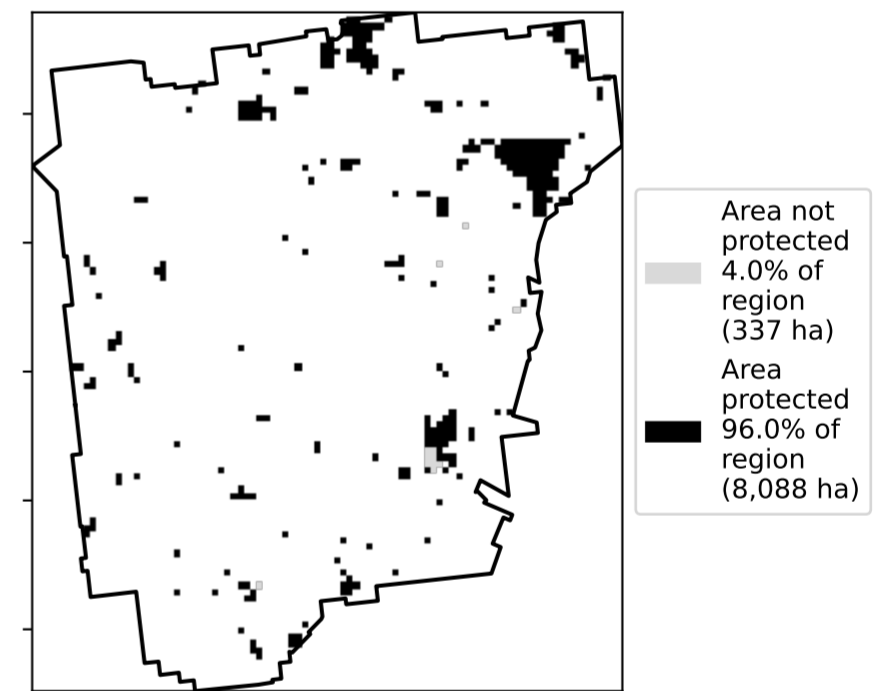 Area not
protected
4.0% of
region
(337 ha)
Area
protected
96.0% of
region
(8,088 ha)